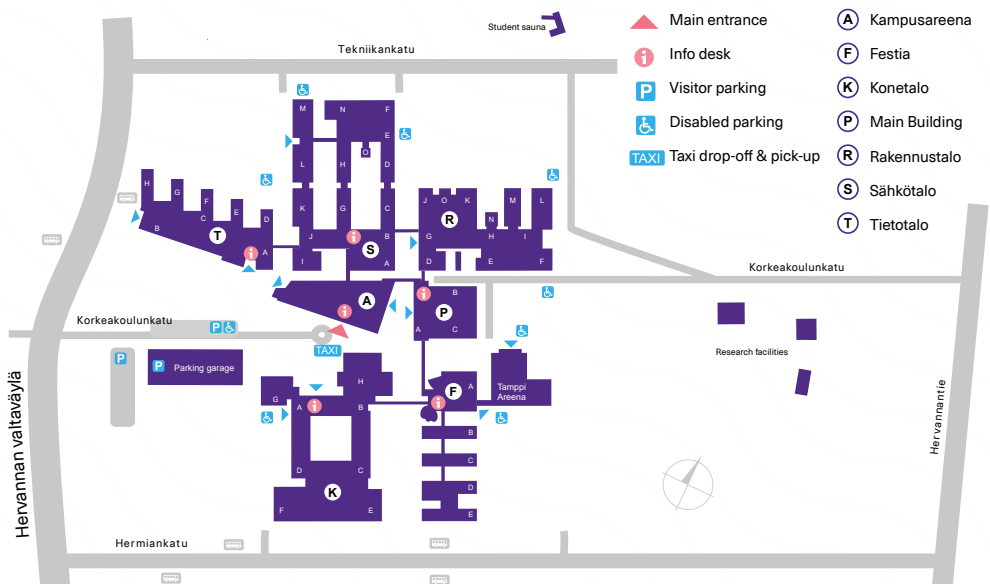 Student sauna
Main entrance
A Kampusareena
Tekniikankatu
i Info desk
F Festia
P Visitor parking
K Konetalo
Disabled parking
P Main Building
TAXI Taxi drop-off & pick-up
R Rakennustalo
S Sähkötalo
T Tietotalo
M N F
E
O
L H D
H G F E D
C
B T A i
K G C
J i B
S
I A
J O K M L
R N
G H I
D E F
Korkeakoulunkatu
A i
i B
P
A C
Korkeakoulunkatu
P
TAXI
P
P Parking garage
Research facilities
H
G A i B
F A
i
Tamppi
Areena
B
C
D
E
D C
K
F E
Hervannan valtaväylä
Hervannantie
Hermiankatu